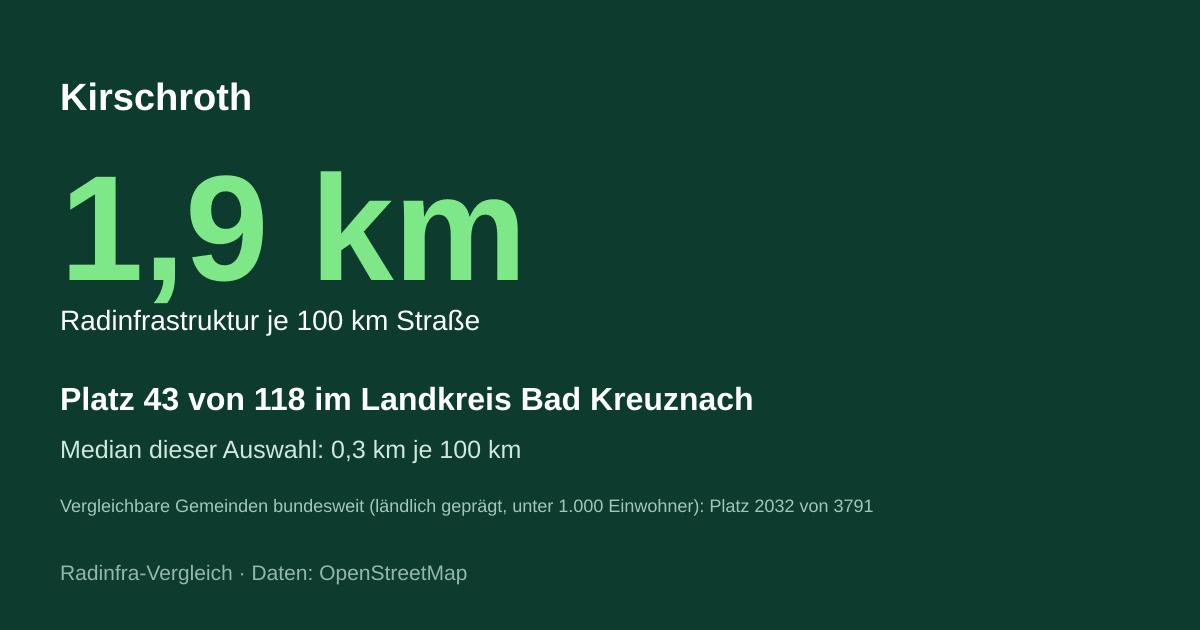 Kirschroth
1,9 km
Radinfrastruktur je 100 km Straße
Platz 43 von 118 im Landkreis Bad Kreuznach
Median dieser Auswahl: 0,3 km je 100 km
Vergleichbare Gemeinden bundesweit (ländlich geprägt, unter 1.000 Einwohner): Platz 2032 von 3791
Radinfra-Vergleich · Daten: OpenStreetMap